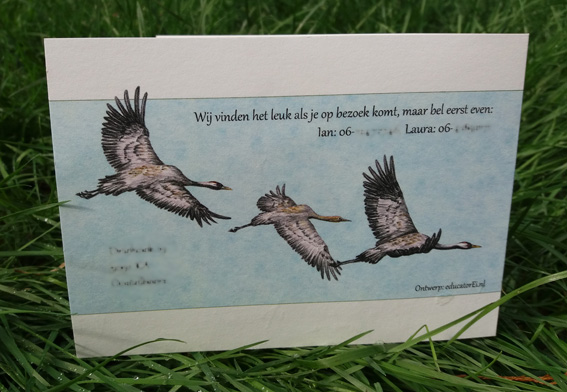 Wij vinden het leuk als je op bezoek komt, maar bel eerst even:
Ian: 06- Laura: 06-
Ontwerp: educatorEi.nl